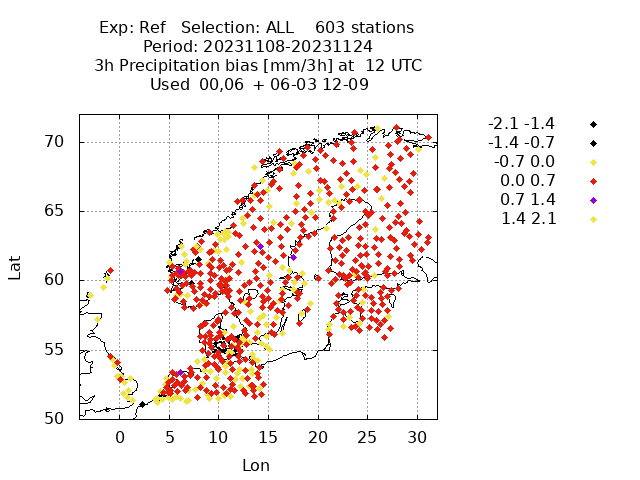 Exp: Ref Selection: ALL 603 stations
Period: 20231108-20231124
3h Precipitation bias [mm/3h] at 12 UTC
Used 00,06 + 06-03 12-09
-2.1 -1.4
-1.4 -0.7
-0.7 0.0
0.0 0.7
0.7 1.4
1.4 2.1
70
65
60
55
50
Lat
0 5 10 15 20 25 30
Lon